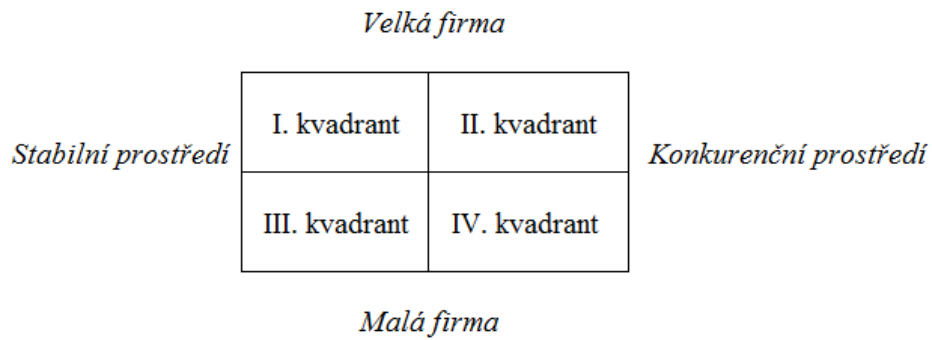 Velká firma
I. kvadrant
II. kvadrant
Stabilní prostředí
Konkurenční prostředí
III. kvadrant
IV. kvadrant
Malá firma